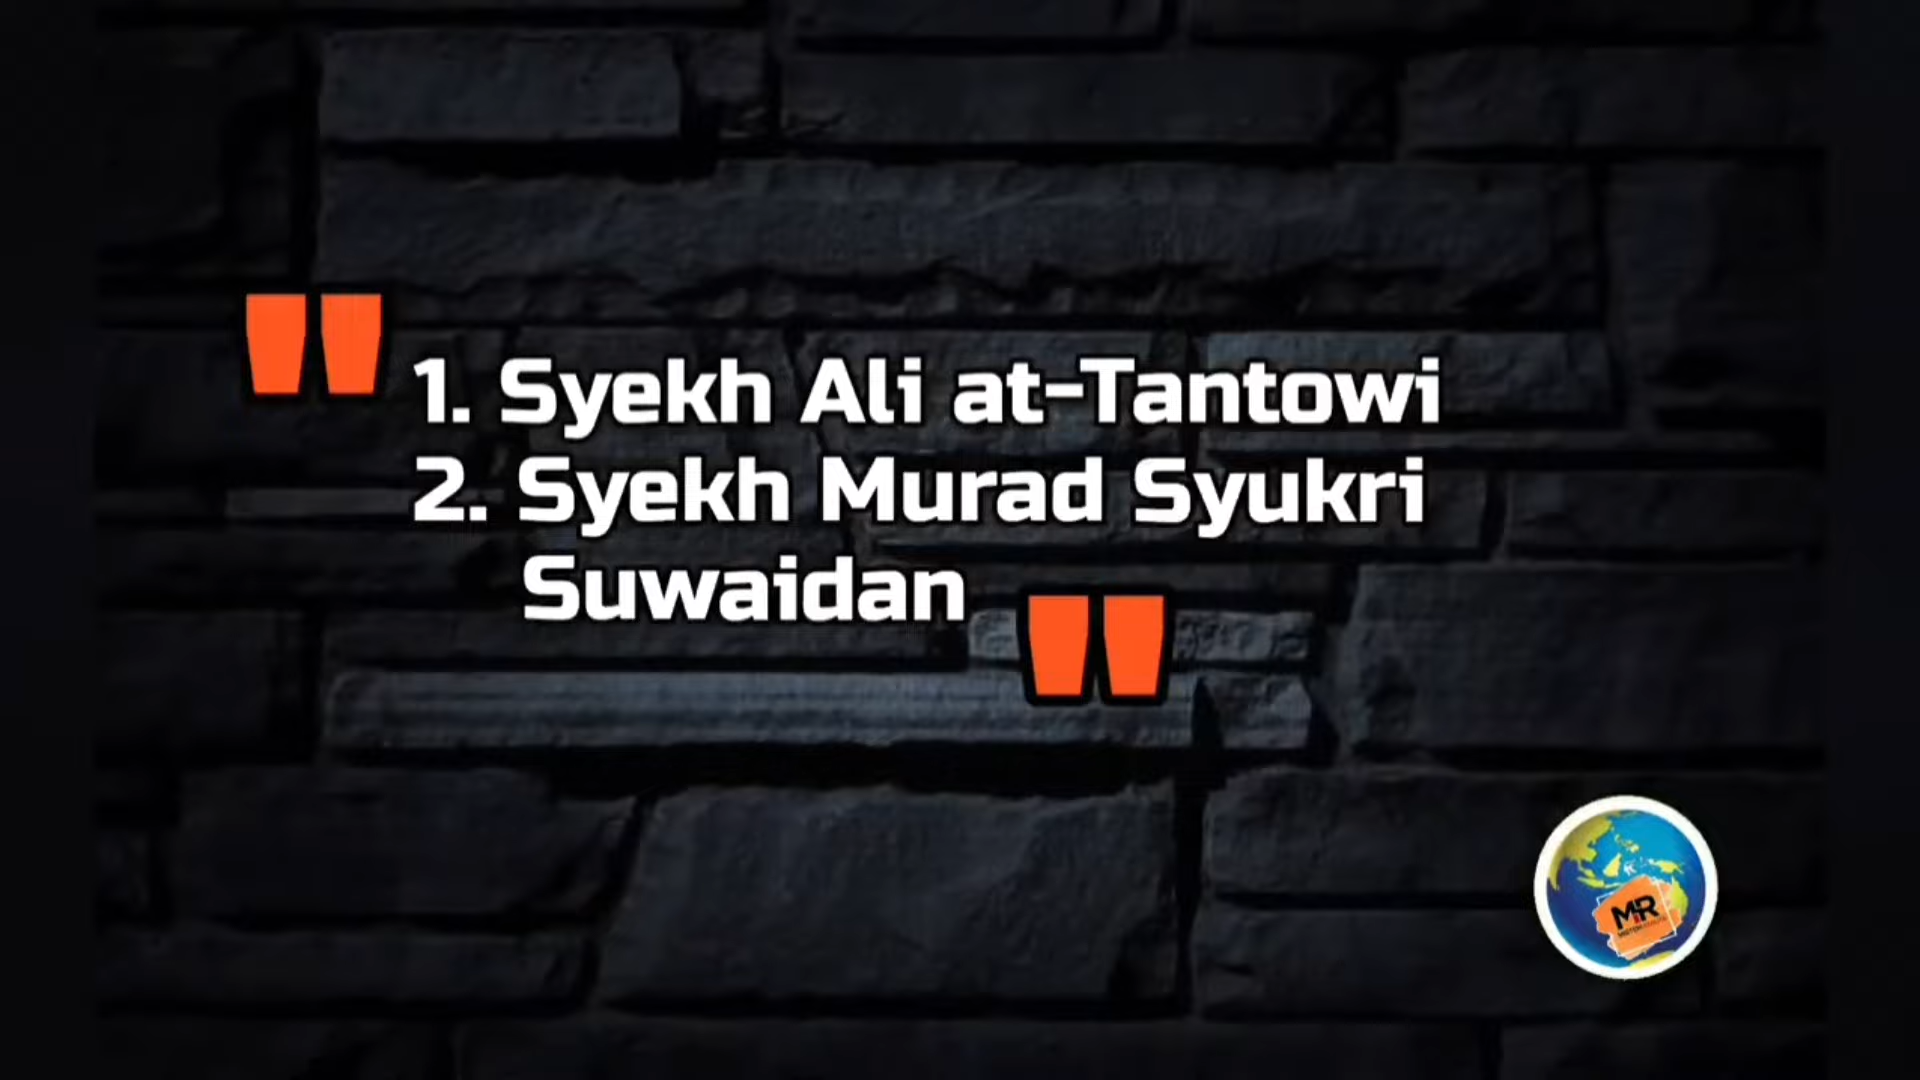 "1. Syekh Ali at-Tantowi
2. Syekh Murad Syukri
Suwaidan"
MR